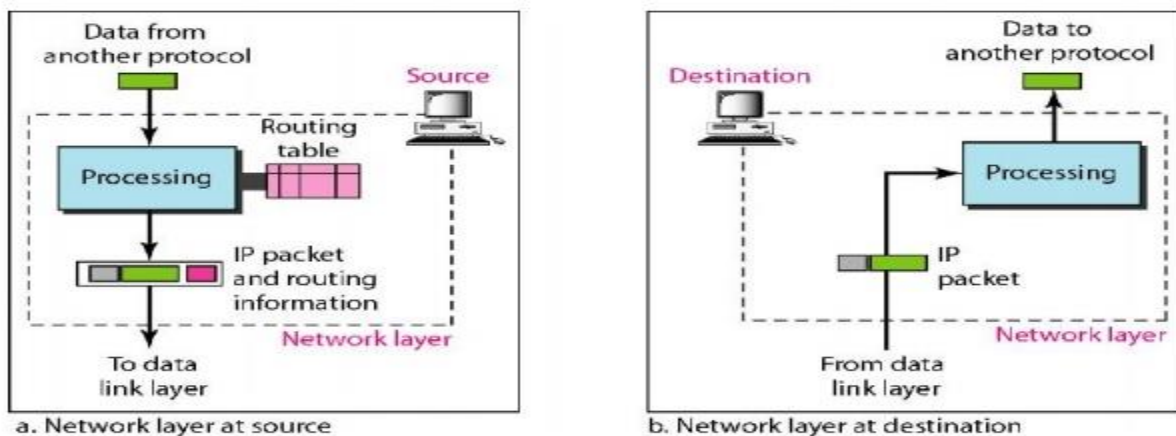 Data from
another protocol
Source
Routing
table
Processing
IP packet
and routing
information
Network layer
To data
link layer
a. Network layer at source
Data to
another protocol
Destination
Processing
IP
packet
Network layer
From data
link layer
b. Network layer at destination